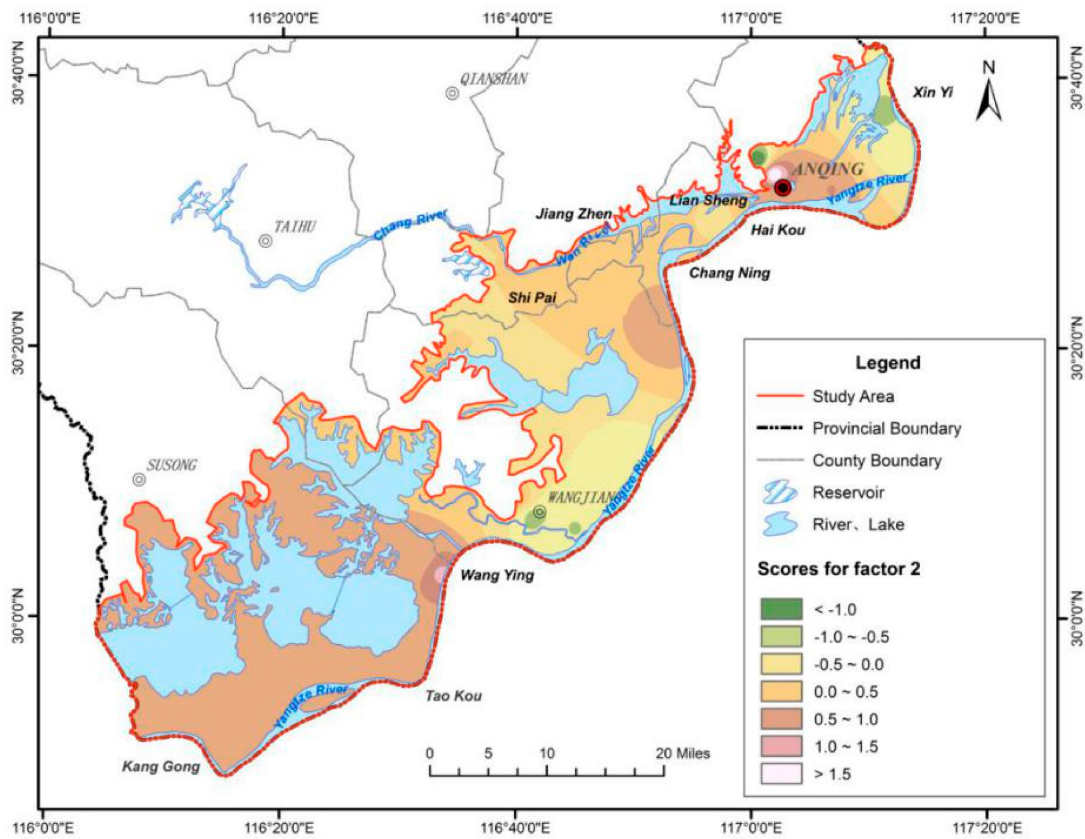 116°0'0"E 116°20'0"E 116°40'0"E 117°0'0"E 117°20'0"E
30°40'0"N
30°20'0"N
30°0'0"N
30°40'0"N
30°20'0"N
30°0'0"N
N
QIANSHAN
Xin Yi
ANQING
Lian Sheng
Yangtze River
Jiang Zhen
Hai Kou
TAIHU
Chang River
Wan River
Chang Ning
Shi Pai
SUSONG
WANGJIANG
Yangtze River
Wang Ying
Tao Kou
Yangtze River
Kang Gong
0 5 10 20 Miles
Legend
Study Area
Provincial Boundary
County Boundary
Reservoir
River、Lake
Scores for factor 2
< -1.0
-1.0 ~ -0.5
-0.5 ~ 0.0
0.0 ~ 0.5
0.5 ~ 1.0
1.0 ~ 1.5
> 1.5
116°0'0"E 116°20'0"E 116°40'0"E 117°0'0"E 117°20'0"E